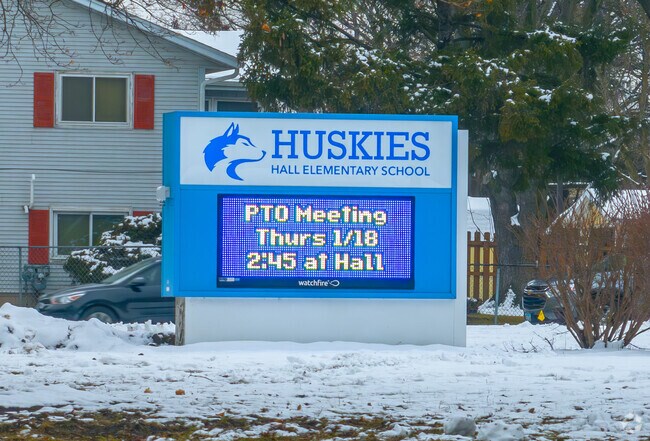 HUSKIES
HALL ELEMENTARY SCHOOL
PTO Meeting
Thurs 1/18
2:45 at Hall
watchfire